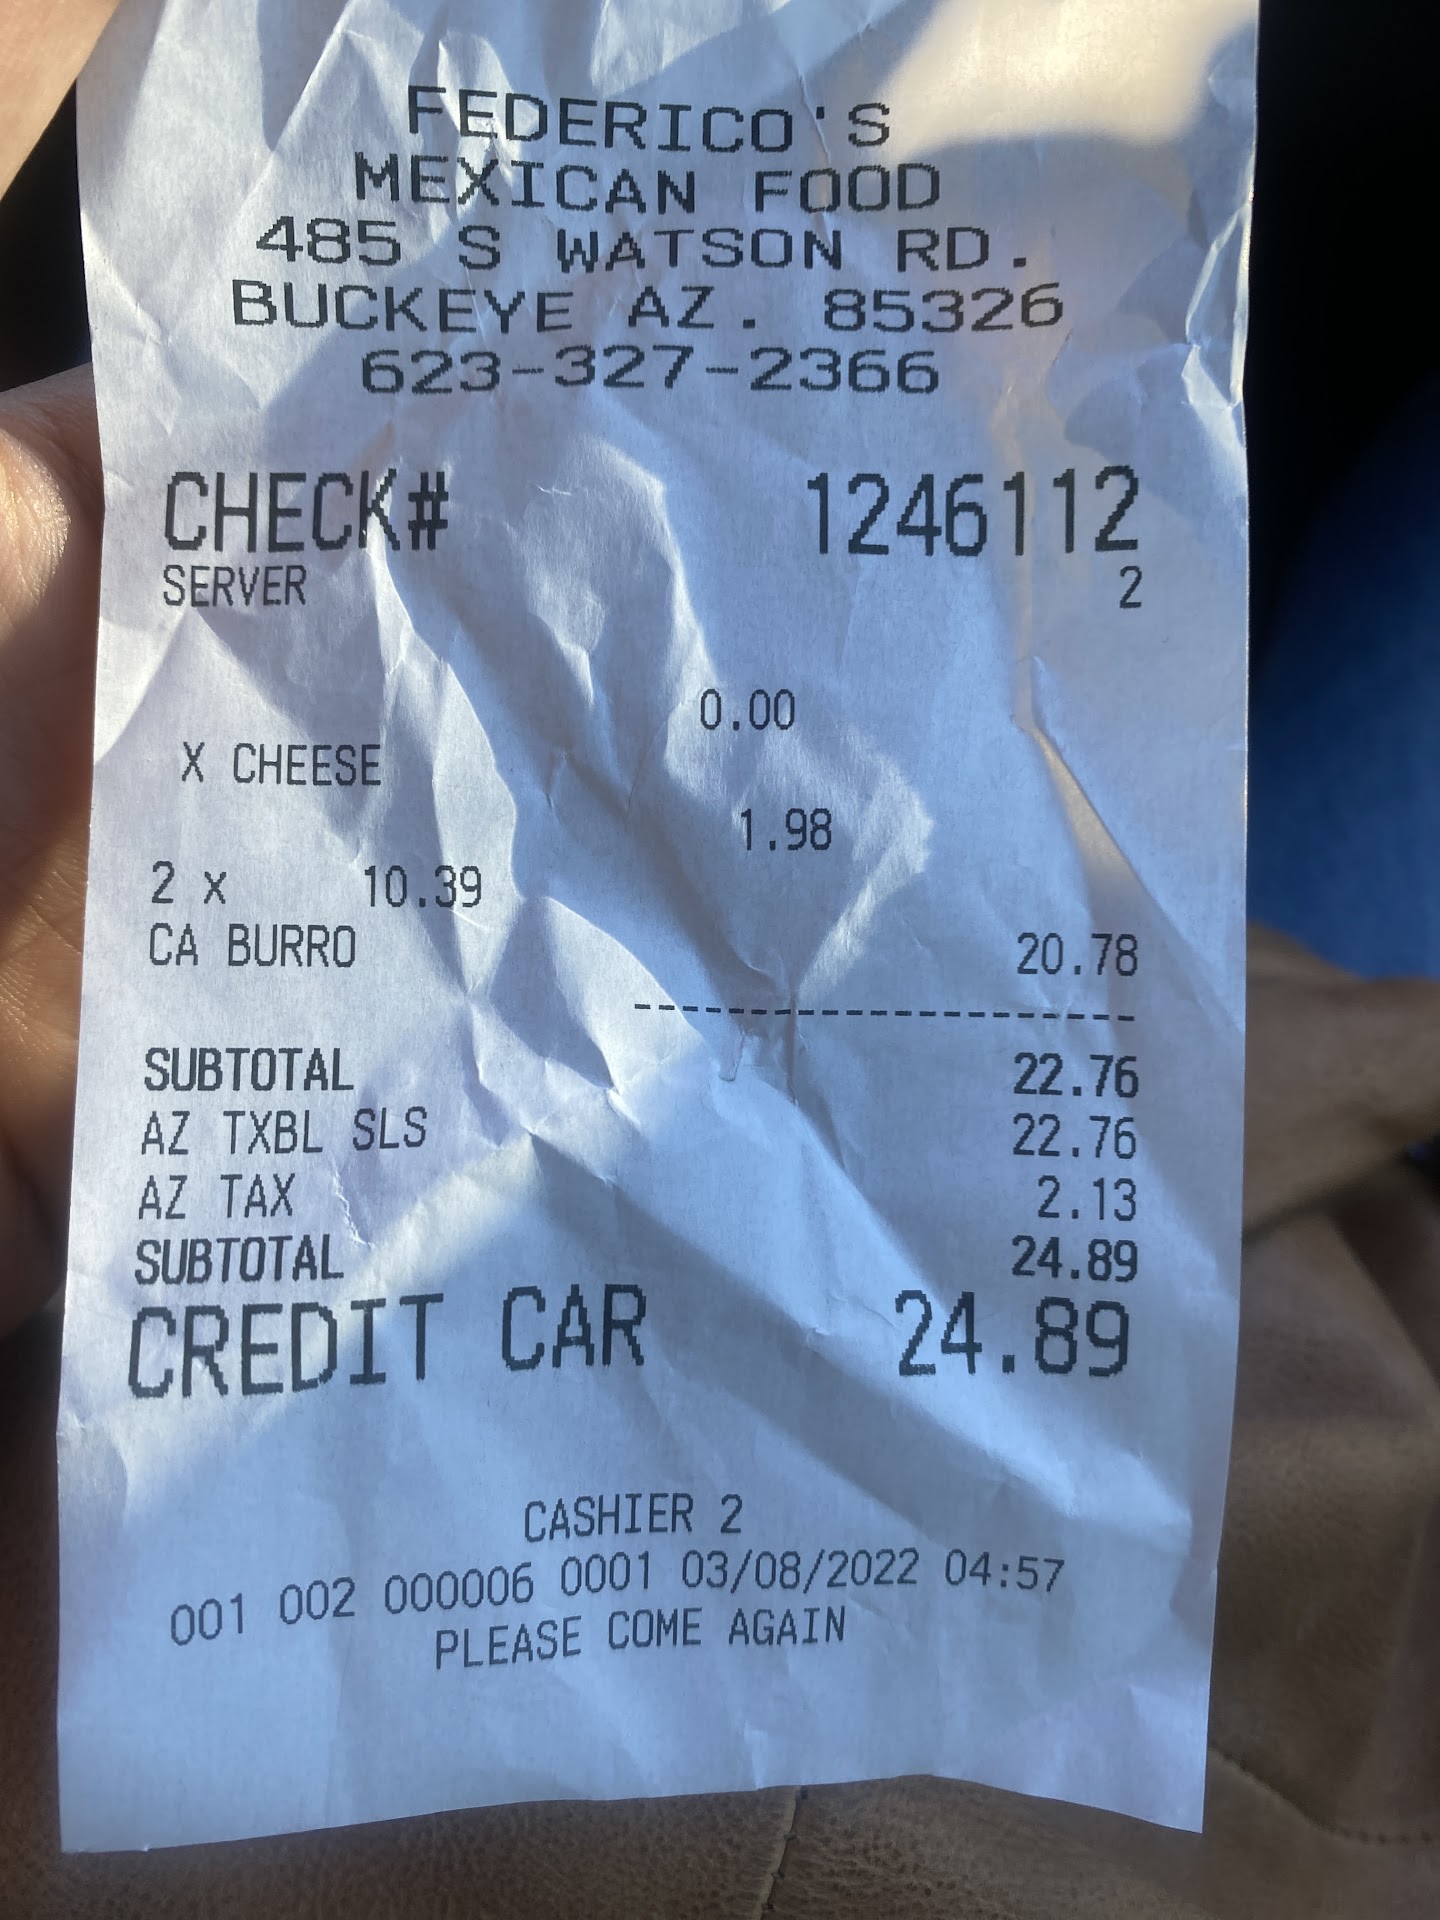 FEDERICO'S
MEXICAN FOOD
485 S WATSON RD.
BUCKEYE AZ. 85326
623-327-2366
CHECK# 1246112
SERVER 2
0.00
X CHEESE
1.98
2 x 10.39
CA BURRO 20.78
---------------------
SUBTOTAL 22.76
AZ TXBL SLS 22.76
AZ TAX 2.13
SUBTOTAL 24.89
CREDIT CAR 24.89
CASHIER 2
001 002 000006 0001 03/08/2022 04:57
PLEASE COME AGAIN